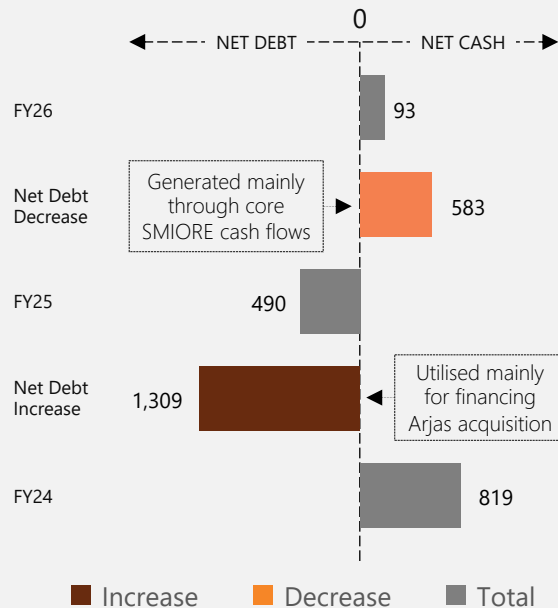 0
NET DEBT
NET CASH
FY26
93
Net Debt
Decrease
Generated mainly
through core
SMIORE cash flows
583
FY25
490
Net Debt
Increase
1,309
Utilised mainly
for financing
Arjas acquisition
FY24
819
Increase
Decrease
Total